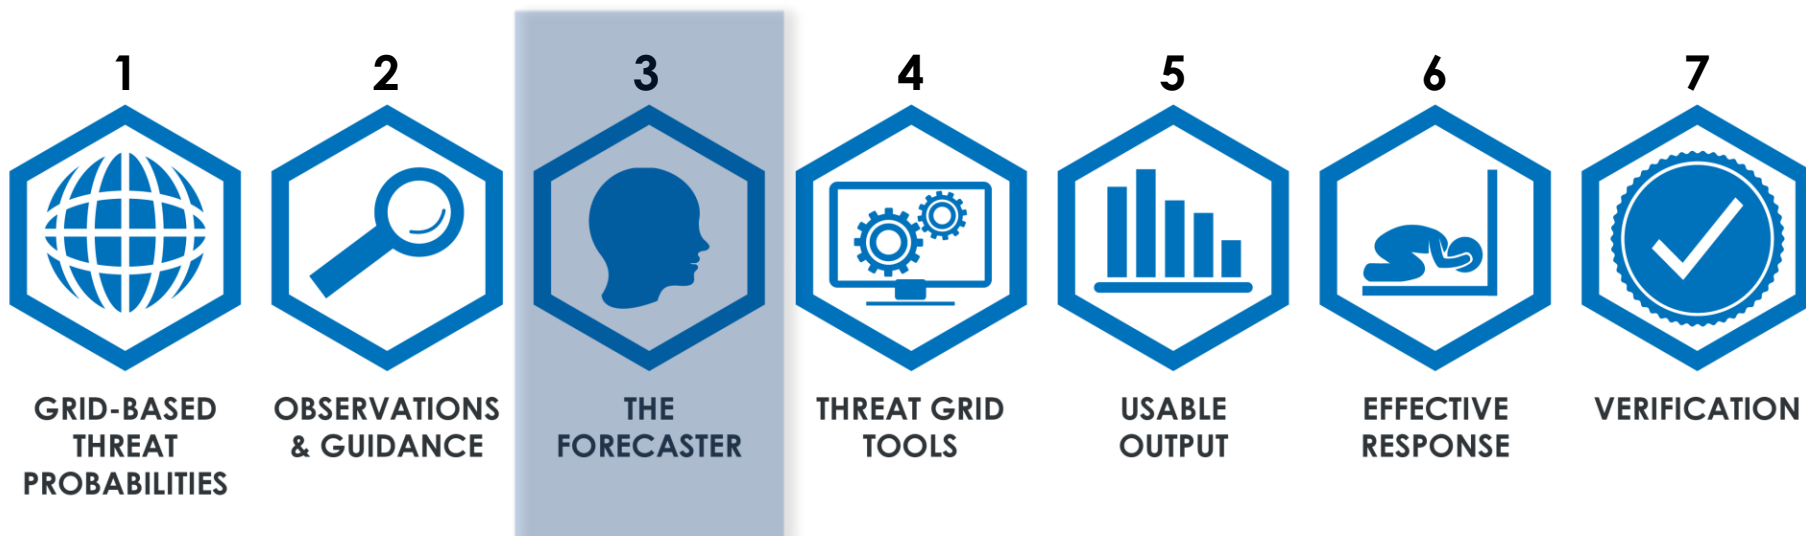 1
GRID-BASED
THREAT
PROBABILITIES
2
OBSERVATIONS
& GUIDANCE
3
THE
FORECASTER
4
THREAT GRID
TOOLS
5
USABLE
OUTPUT
6
EFFECTIVE
RESPONSE
7
VERIFICATION